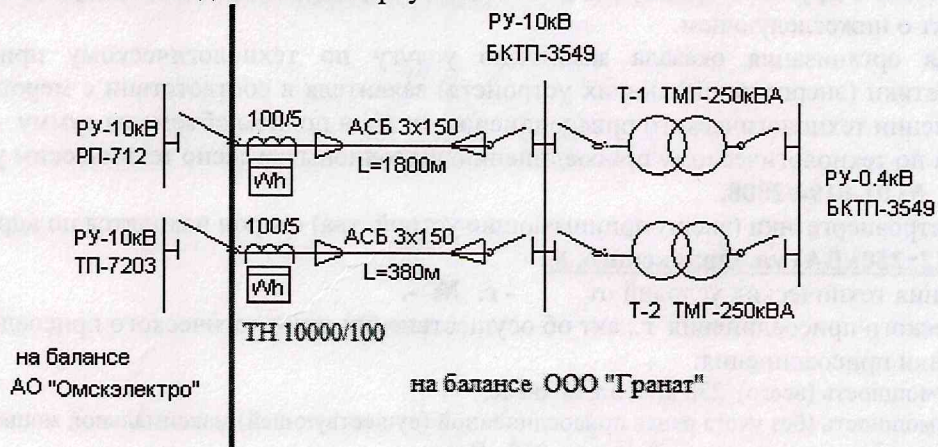 РУ-10кВ
БКТП-3549
Т-1 ТМГ-250кВА
РУ-10кВ
РП-712
100/5
АСБ 3х150
L=1800м
Wh
РУ-0,4кВ
БКТП-3549
РУ-10кВ
ТП-7203
100/5
АСБ 3х150
L=380м
Wh
Т-2 ТМГ-250кВА
ТН 10000/100
на балансе
АО "Омскэлектро"
на балансе ООО "Гранат"